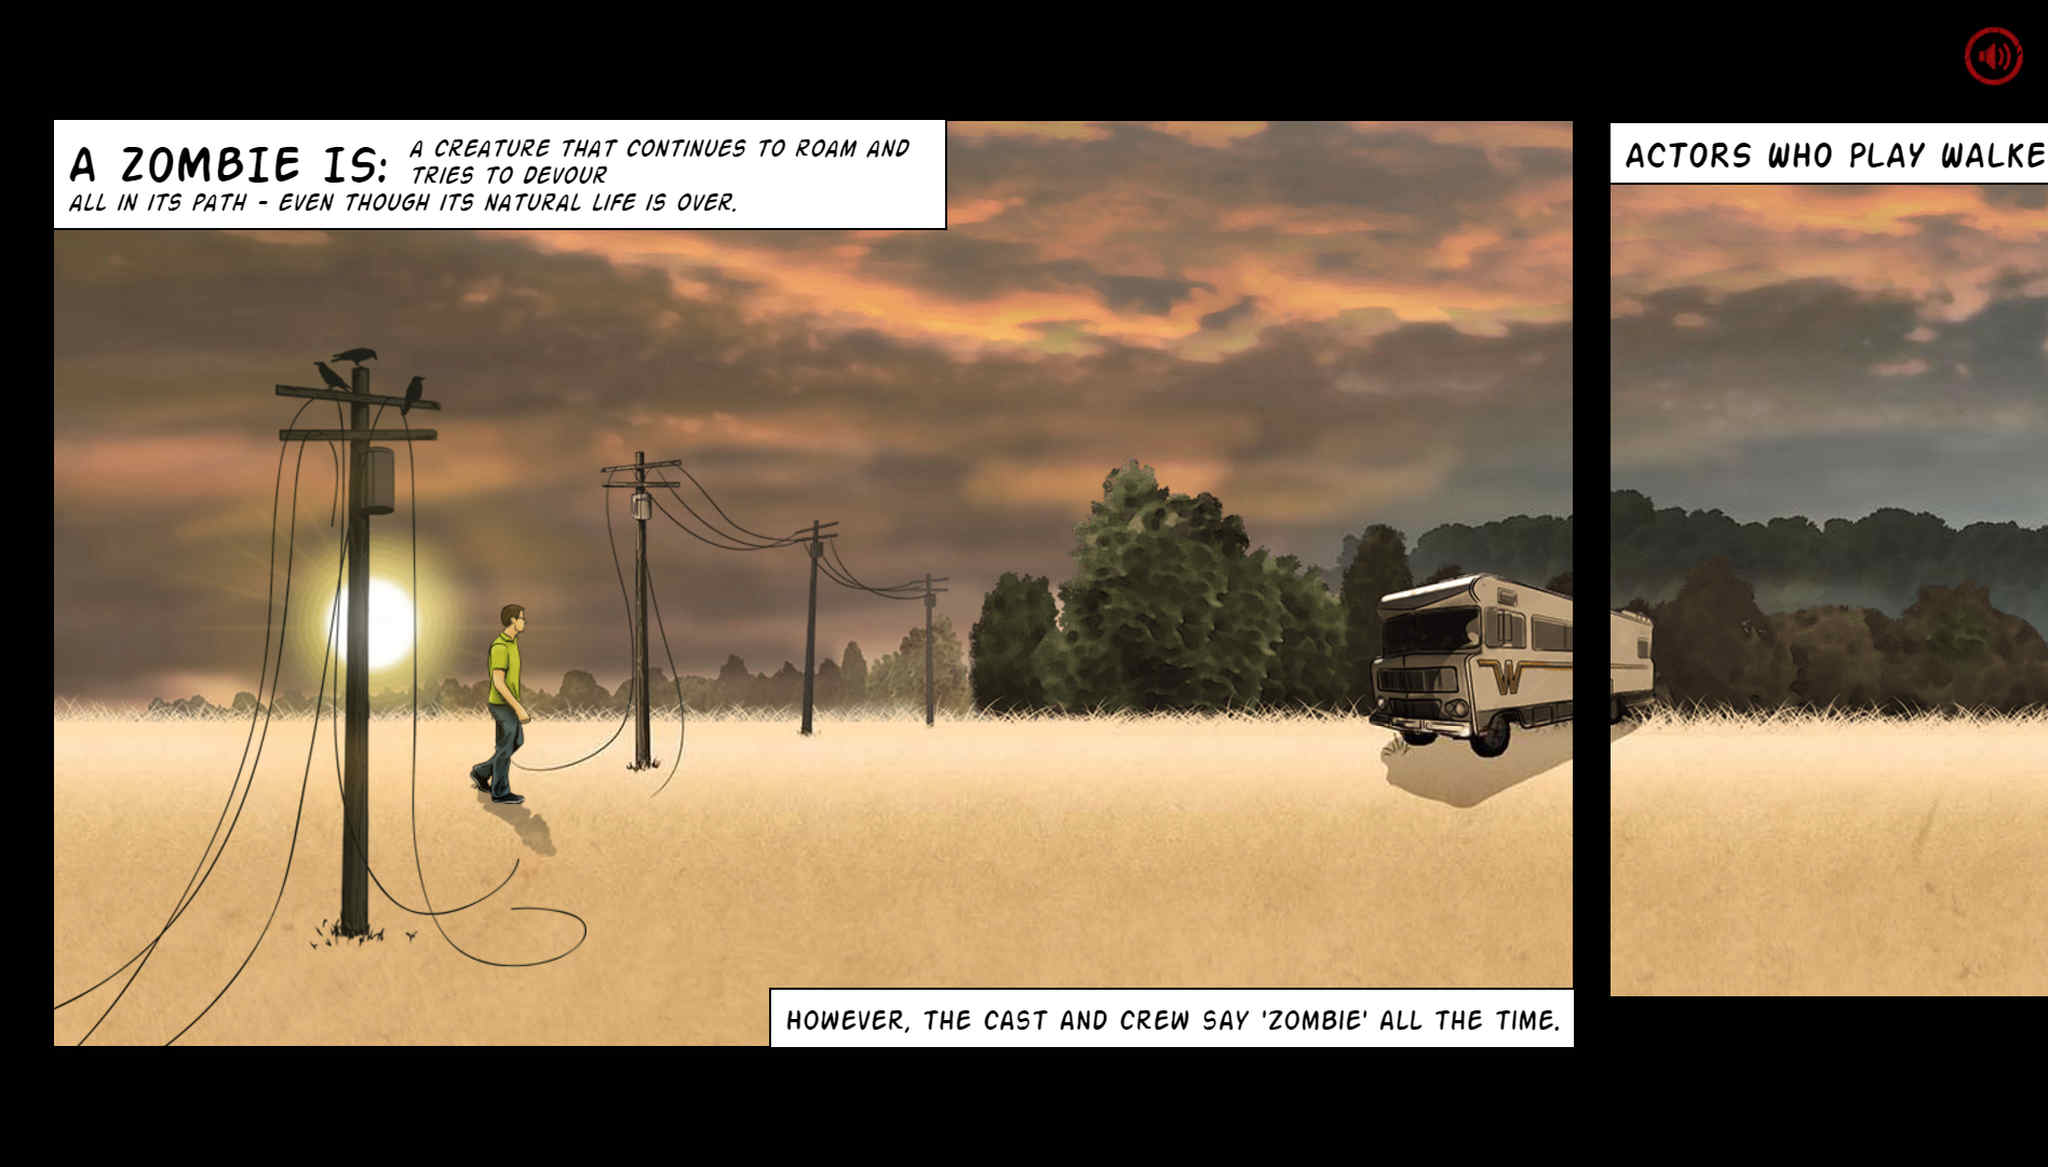 A ZOMBIE IS: A CREATURE THAT CONTINUES TO ROAM AND
TRIES TO DEVOUR
ALL IN ITS PATH - EVEN THOUGH ITS NATURAL LIFE IS OVER.
ACTORS WHO PLAY
W
HOWEVER, THE CAST AND CREW SAY 'ZOMBIE' ALL THE TIME.